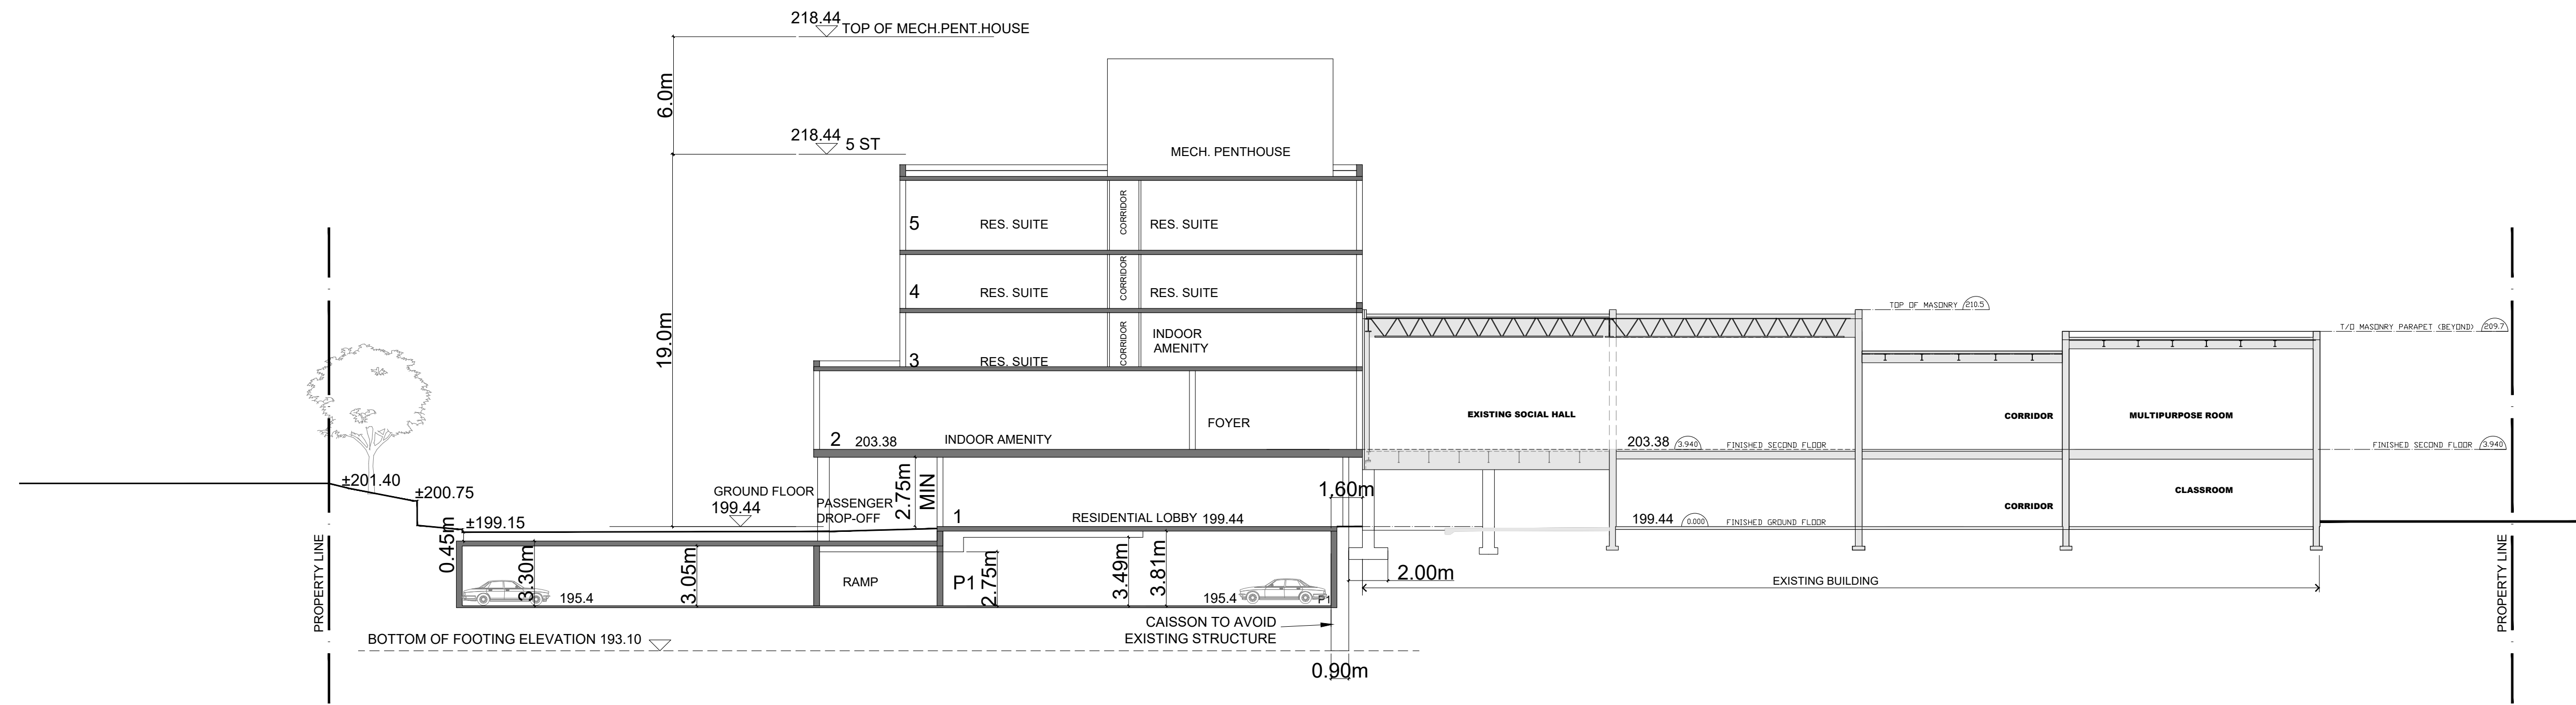 218.44
TOP OF MECH.PENT.HOUSE
6.0m
218.44
5 ST
MECH. PENTHOUSE
5
RES. SUITE
CORRIDOR
RES. SUITE
4
RES. SUITE
CORRIDOR
RES. SUITE
TOP OF MASONRY 210.5
19.0m
T/O MASONRY PARAPET (BEYOND) 209.7
3
RES. SUITE
CORRIDOR
INDOOR
AMENITY
EXISTING SOCIAL HALL
CORRIDOR
MULTIPURPOSE ROOM
FOYER
2
203.38
INDOOR AMENITY
203.38
3.940
FINISHED SECOND FLOOR
FINISHED SECOND FLOOR
3.940
±201.40
±200.75
GROUND FLOOR
199.44
PASSENGER
DROP-OFF
2.75m
MIN
1.60m
CLASSROOM
CORRIDOR
±199.15
1
RESIDENTIAL LOBBY 199.44
199.44
0.000
FINISHED GROUND FLOOR
0.45m
3.30m
3.05m
RAMP
P1
2.75m
3.49m
3.81m
2.00m
EXISTING BUILDING
195.4
195.4
P1
PROPERTY LINE
PROPERTY LINE
CAISSON TO AVOID
EXISTING STRUCTURE
BOTTOM OF FOOTING ELEVATION 193.10
0.90m